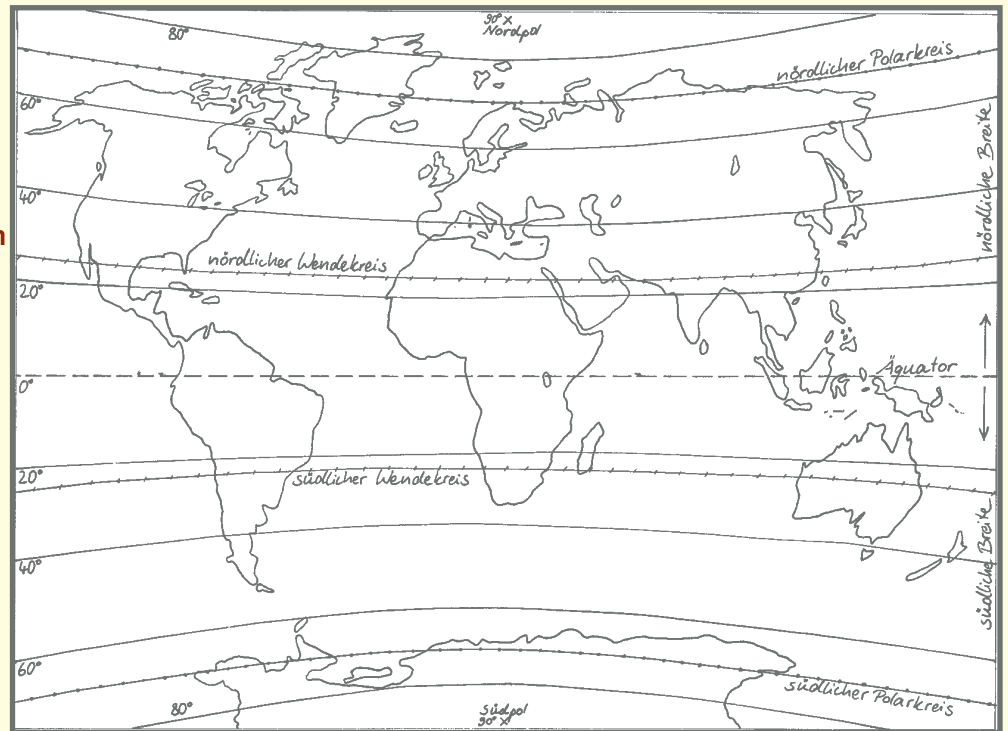 90° X
Nordpol
80°
nördlicher Polarkreis
60°
nördliche Breite
40°
n
nördlicher Wendekreis
20°
Äquator
0°
20°
südlicher Wendekreis
südliche Breite
40°
60°
südlicher Polarkreis
80°
Südpol
90° X